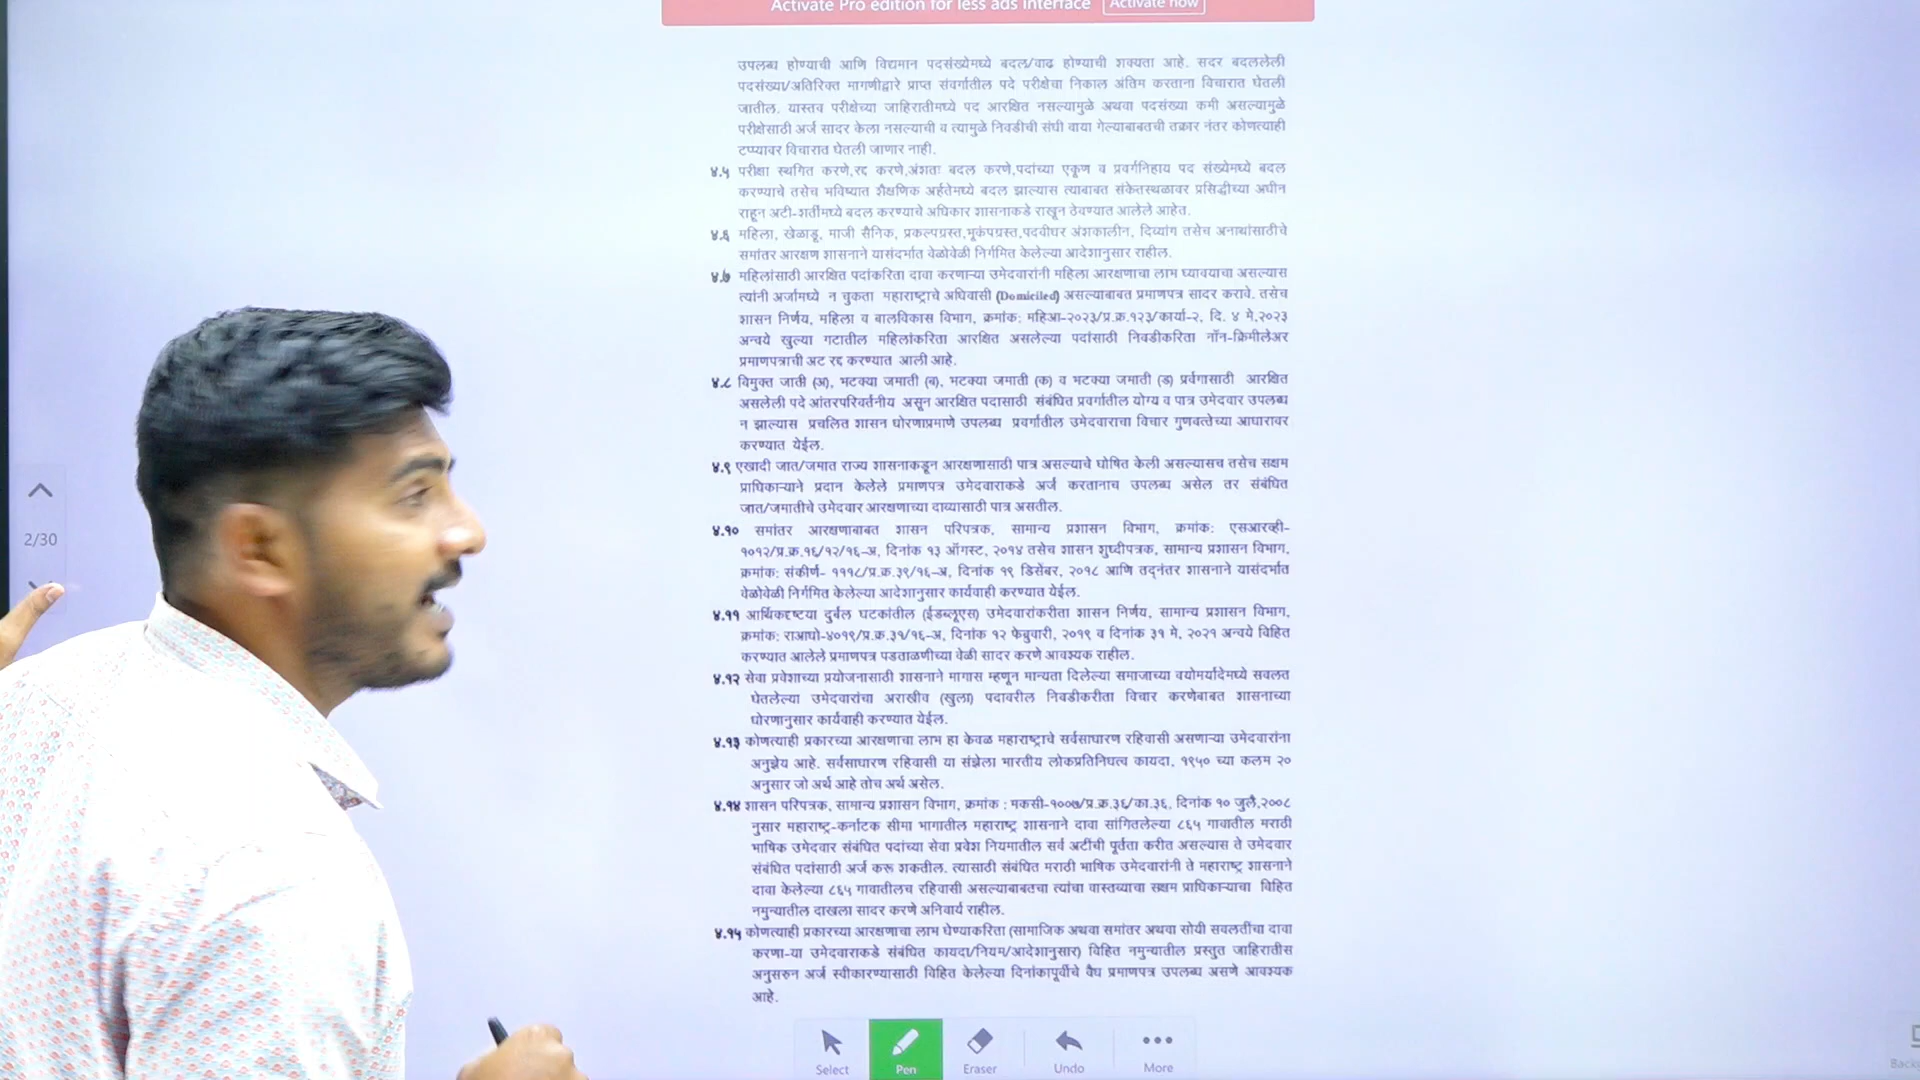 Activate Pro edition for less ads interface Activate now
उपलब्ध होण्याची आणि विद्यमान पदसंख्येमध्ये बदल/वाढ होण्याची शक्यता आहे. सदर बदललेली
पदसंख्या/अतिरिक्त मागणीद्वारे प्राप्त संवर्गातील पदे परीक्षेचा निकाल अंतिम करताना विचारात घेतली
जातील. यास्तव परीक्षेच्या जाहिरातीमध्ये पद आरक्षित नसल्यामुळे अथवा पदसंख्या कमी असल्यामुळे
परीक्षेसाठी अर्ज सादर केला नसल्याची व त्यामुळे निवडीची संधी वाया गेल्याबाबतची तक्रार नंतर कोणत्याही
टप्प्यावर विचारात घेतली जाणार नाही.
४.५ परीक्षा स्थगित करणे,रद्द करणे,अंशतः बदल करणे,पदांच्या एकूण व प्रवर्गनिहाय पद संख्येमध्ये बदल
करण्याचे तसेच भविष्यात शैक्षणिक अर्हतेमध्ये बदल झाल्यास त्याबाबत संकेतस्थळावर प्रसिद्धीच्या अधीन
राहून अटी-शर्तींमध्ये बदल करण्याचे अधिकार शासनाकडे राखून ठेवण्यात आलेले आहेत.
४.६ महिला, खेळाडू, माजी सैनिक, प्रकल्पग्रस्त,भूकंपग्रस्त,पदवीधर अंशकालीन, दिव्यांग तसेच अनाथांसाठीचे
समांतर आरक्षण शासनाने यासंदर्भात वेळोवेळी निर्गमित केलेल्या आदेशानुसार राहील.
४.७ महिलांसाठी आरक्षित पदांकरिता दावा करणाऱ्या उमेदवारांनी महिला आरक्षणाचा लाभ घ्यावयाचा असल्यास
त्यांनी अर्जामध्ये न चुकता महाराष्ट्राचे अधिवासी (Domiciled) असल्याबाबत प्रमाणपत्र सादर करावे. तसेच
शासन निर्णय, महिला व बालविकास विभाग, क्रमांक: महिआ-२०२३/प्र.क्र.१२३/कार्या-२, दि. ४ मे,२०२३
अन्वये खुल्या गटातील महिलांकरिता आरक्षित असलेल्या पदांसाठी निवडीकरिता नॉन-क्रिमीलेअर
प्रमाणपत्राची अट रद्द करण्यात आली आहे.
४.८ विमुक्त जाती (अ), भटक्या जमाती (ब), भटक्या जमाती (क) व भटक्या जमाती (ड) प्रर्वगासाठी आरक्षित
असलेली पदे आंतरपरिवर्तनीय असून आरक्षित पदासाठी संबंधित प्रवर्गातील योग्य व पात्र उमेदवार उपलब्ध
न झाल्यास प्रचलित शासन धोरणाप्रमाणे उपलब्ध प्रवर्गातील उमेदवाराचा विचार गुणवत्तेच्या आधारावर
करण्यात येईल.
४.९ एखादी जात/जमात राज्य शासनाकडून आरक्षणासाठी पात्र असल्याचे घोषित केली असल्यासच तसेच सक्षम
प्राधिकाऱ्याने प्रदान केलेले प्रमाणपत्र उमेदवाराकडे अर्ज करतानाच उपलब्ध असेल तर संबंधित
जात/जमातीचे उमेदवार आरक्षणाच्या दाव्यासाठी पात्र असतील.
४.१० समांतर आरक्षणाबाबत शासन परिपत्रक, सामान्य प्रशासन विभाग, क्रमांक: एसआरव्ही-
१०१२/प्र.क्र.१६/१२/१६-अ, दिनांक १३ ऑगस्ट, २०१४ तसेच शासन शुध्दीपत्रक, सामान्य प्रशासन विभाग,
क्रमांक: संकीर्ण- १११८/प्र.क्र.३९/१६-अ, दिनांक १९ डिसेंबर, २०१८ आणि तद्नंतर शासनाने यासंदर्भात
वेळोवेळी निर्गमित केलेल्या आदेशानुसार कार्यवाही करण्यात येईल.
४.११ आर्थिकदृष्टया दुर्बल घटकांतील (ईडब्लूएस) उमेदवारांकरीता शासन निर्णय, सामान्य प्रशासन विभाग,
क्रमांक: राआधो-४०१९/प्र.क्र.३१/१६-अ, दिनांक १२ फेब्रुवारी, २०१९ व दिनांक ३१ मे, २०२१ अन्वये विहित
करण्यात आलेले प्रमाणपत्र पडताळणीच्या वेळी सादर करणे आवश्यक राहील.
४.१२ सेवा प्रवेशाच्या प्रयोजनासाठी शासनाने मागास म्हणून मान्यता दिलेल्या समाजाच्या वयोमर्यादेमध्ये सवलत
घेतलेल्या उमेदवारांचा अराखीव (खुला) पदावरील निवडीकरीता विचार करणेबाबत शासनाच्या
धोरणानुसार कार्यवाही करण्यात येईल.
४.१३ कोणत्याही प्रकारच्या आरक्षणाचा लाभ हा केवळ महाराष्ट्राचे सर्वसाधारण रहिवासी असणाऱ्या उमेदवारांना
अनुज्ञेय आहे. सर्वसाधारण रहिवासी या संज्ञेला भारतीय लोकप्रतिनिधत्व कायदा, १९५० च्या कलम २०
अनुसार जो अर्थ आहे तोच अर्थ असेल.
४.१४ शासन परिपत्रक, सामान्य प्रशासन विभाग, क्रमांक : मकसी-१००७/प्र.क्र.३६/का.३६, दिनांक १० जुलै,२००८
नुसार महाराष्ट्र-कर्नाटक सीमा भागातील महाराष्ट्र शासनाने दावा सांगितलेल्या ८६५ गावातील मराठी
भाषिक उमेदवार संबंधित पदांच्या सेवा प्रवेश नियमातील सर्व अटींची पूर्तता करीत असल्यास ते उमेदवार
संबंधित पदांसाठी अर्ज करू शकतील. त्यासाठी संबंधित मराठी भाषिक उमेदवारांनी ते महाराष्ट्र शासनाने
दावा केलेल्या ८६५ गावातीलच रहिवासी असल्याबाबतचा त्यांचा वास्तव्याचा सक्षम प्राधिकाऱ्याचा विहित
नमुन्यातील दाखला सादर करणे अनिवार्य राहील.
४.१५ कोणत्याही प्रकारच्या आरक्षणाचा लाभ घेण्याकरिता (सामाजिक अथवा समांतर अथवा सोयी सवलतींचा दावा
करणा-या उमेदवाराकडे संबंधित कायदा/नियम/आदेशानुसार) विहित नमुन्यातील प्रस्तुत जाहिरातीस
अनुसरुन अर्ज स्वीकारण्यासाठी विहित केलेल्या दिनांकापूर्वीचे वैध प्रमाणपत्र उपलब्ध असणे आवश्यक
आहे.
2/30
Select Pen Eraser Undo More